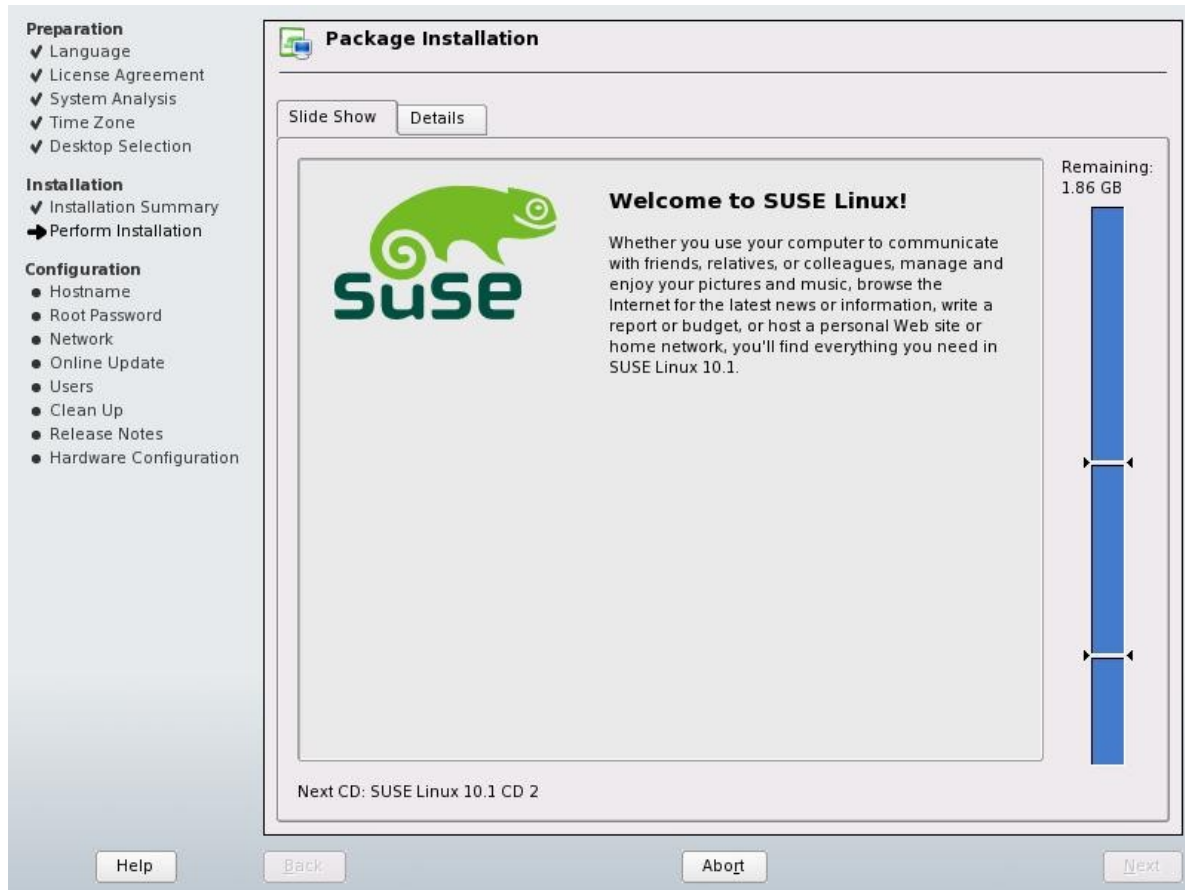 Preparation
Language
License Agreement
System Analysis
Time Zone
Desktop Selection
Installation
Installation Summary
Perform Installation
Configuration
Hostname
Root Password
Network
Online Update
Users
Clean Up
Release Notes
Hardware Configuration
Package Installation
Slide Show
Details
suse
Welcome to SUSE Linux!
Whether you use your computer to communicate
with friends, relatives, or colleagues, manage and
enjoy your pictures and music, browse the
Internet for the latest news or information, write a
report or budget, or host a personal Web site or
home network, you'll find everything you need in
SUSE Linux 10.1.
Remaining:
1.86 GB
Next CD: SUSE Linux 10.1 CD 2
Help
Back
Abort
Next